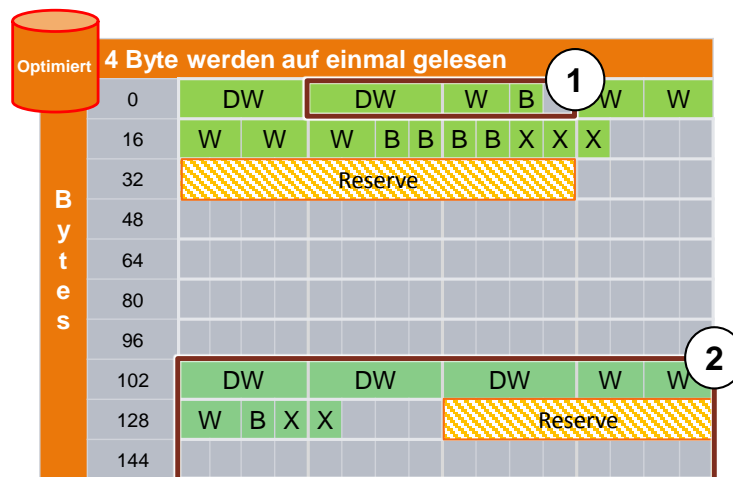 Optimiert
4 Byte werden auf einmal gelesen
1
0 DW DW W B W W
16 W W W B B B B X X X
32 Reserve
48
64
80
96
2
102 DW DW DW W W
128 W B X X Reserve
144
Bytes